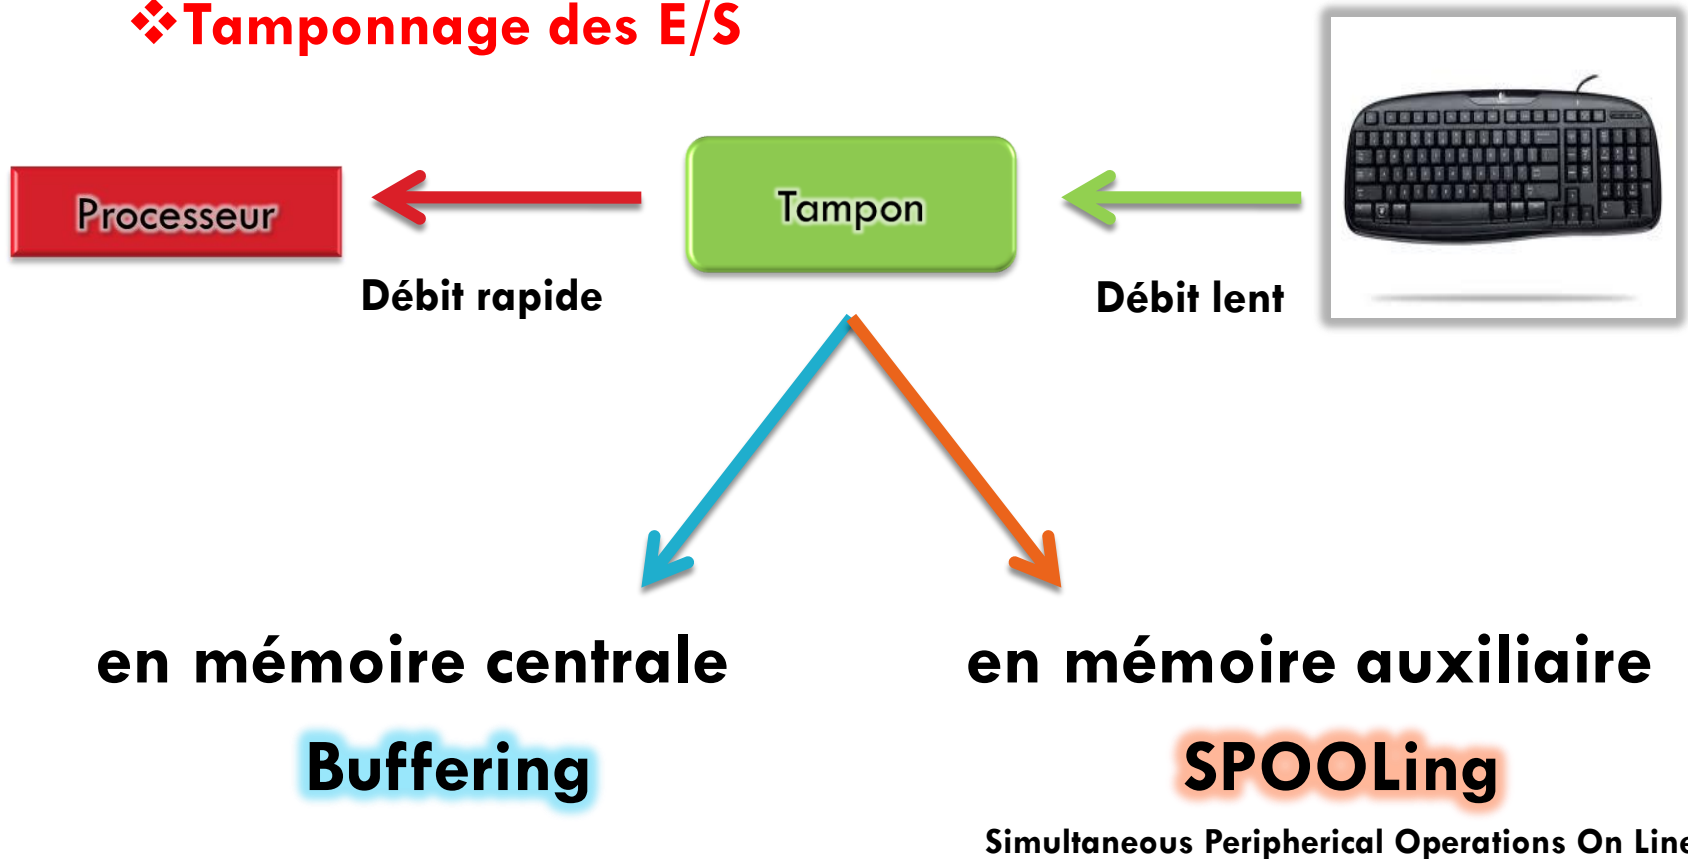 ❖Tamponnage des E/S
Processeur
Tampon
Débit rapide
Débit lent
en mémoire centrale
en mémoire auxiliaire
Buffering
SPOOLing
Simultaneous Peripherical Operations On Line